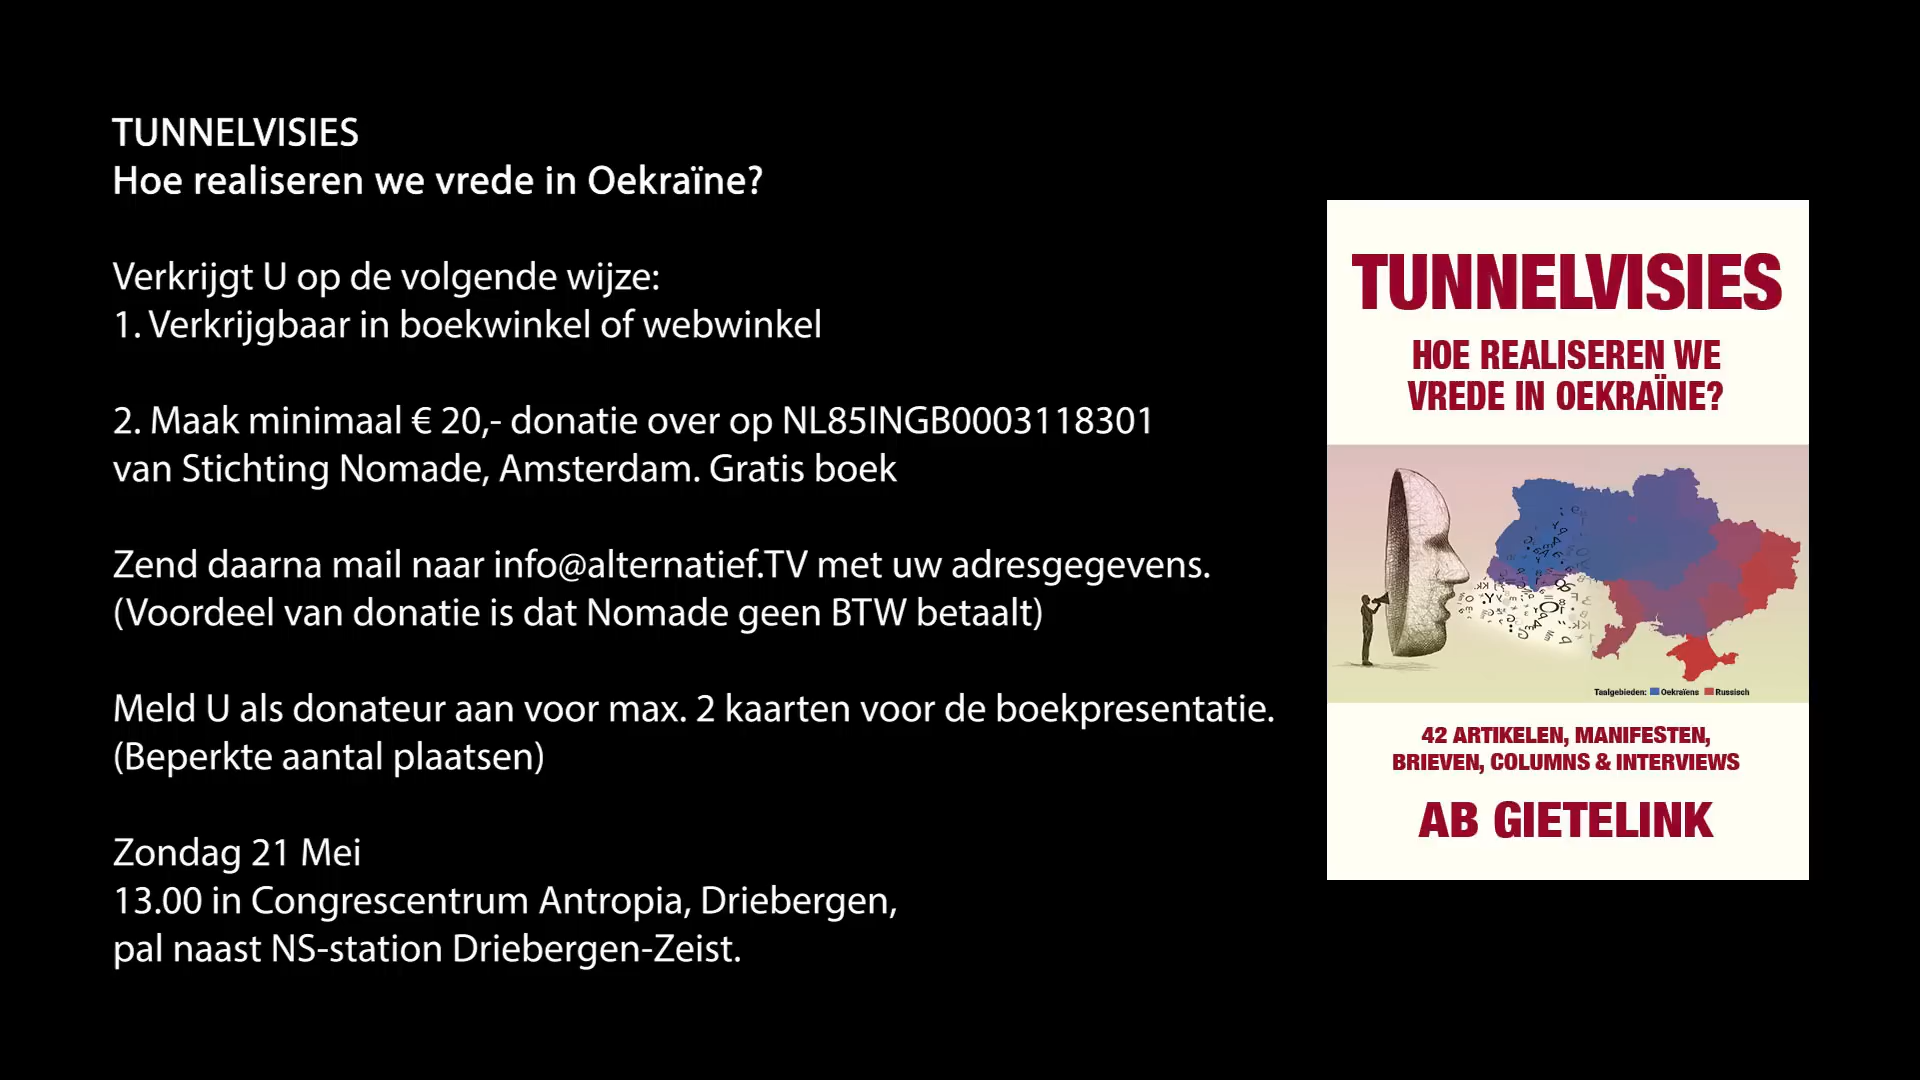 TUNNELVISIES
Hoe realiseren we vrede in Oekraïne?
Verkrijgt U op de volgende wijze:
1. Verkrijgbaar in boekwinkel of webwinkel
2. Maak minimaal € 20,- donatie over op NL85INGB0003118301
van Stichting Nomade, Amsterdam. Gratis boek
Zend daarna mail naar info@alternatief.TV met uw adresgegevens.
(Voordeel van donatie is dat Nomade geen BTW betaalt)
Meld U als donateur aan voor max. 2 kaarten voor de boekpresentatie.
(Beperkte aantal plaatsen)
Zondag 21 Mei
13.00 in Congrescentrum Antropia, Driebergen,
pal naast NS-station Driebergen-Zeist.
TUNNELVISIES
HOE REALISEREN WE
VREDE IN OEKRAÏNE?
Taalgebieden: Oekraïens Russisch
42 ARTIKELEN, MANIFESTEN,
BRIEVEN, COLUMNS & INTERVIEWS
AB GIETELINK